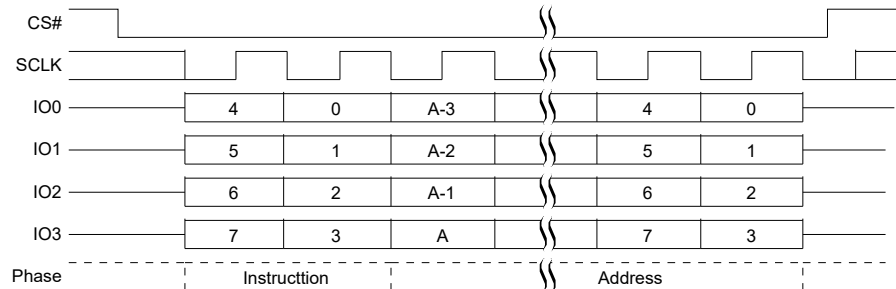 CS#
SCLK
IO0 4 0 A-3 4 0
IO1 5 1 A-2 5 1
IO2 6 2 A-1 6 2
IO3 7 3 A 7 3
Phase Instructtion Address